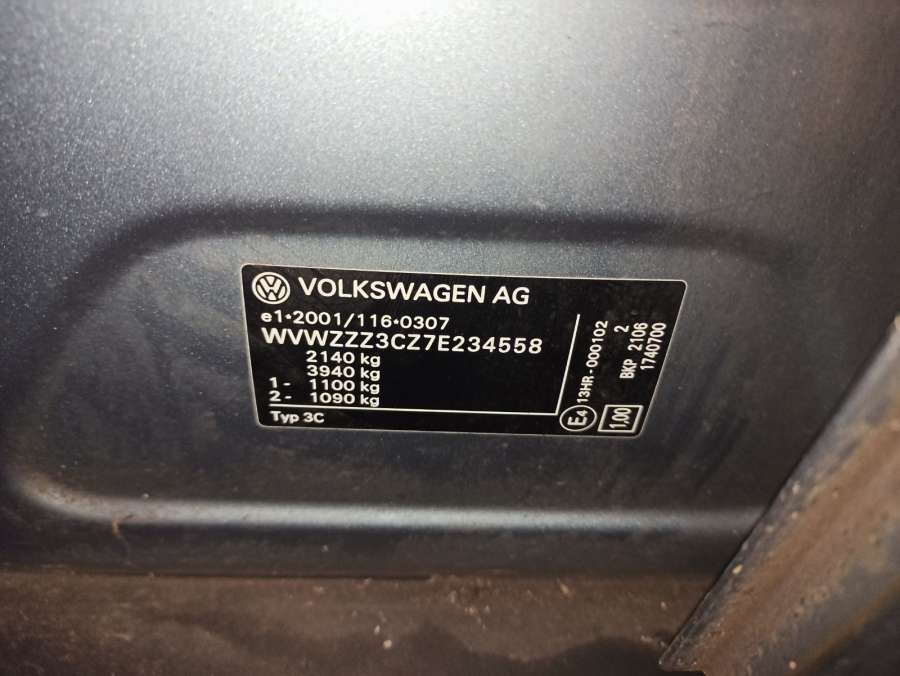 VOLKSWAGEN AG
e1*2001/116*0307
WVWZZZ3CZ7E234558
2140 kg
3940 kg
1- 1100 kg
2- 1090 kg
Typ 3C
E4 13HR-000102
1,00
2
BKP 2106
1740700